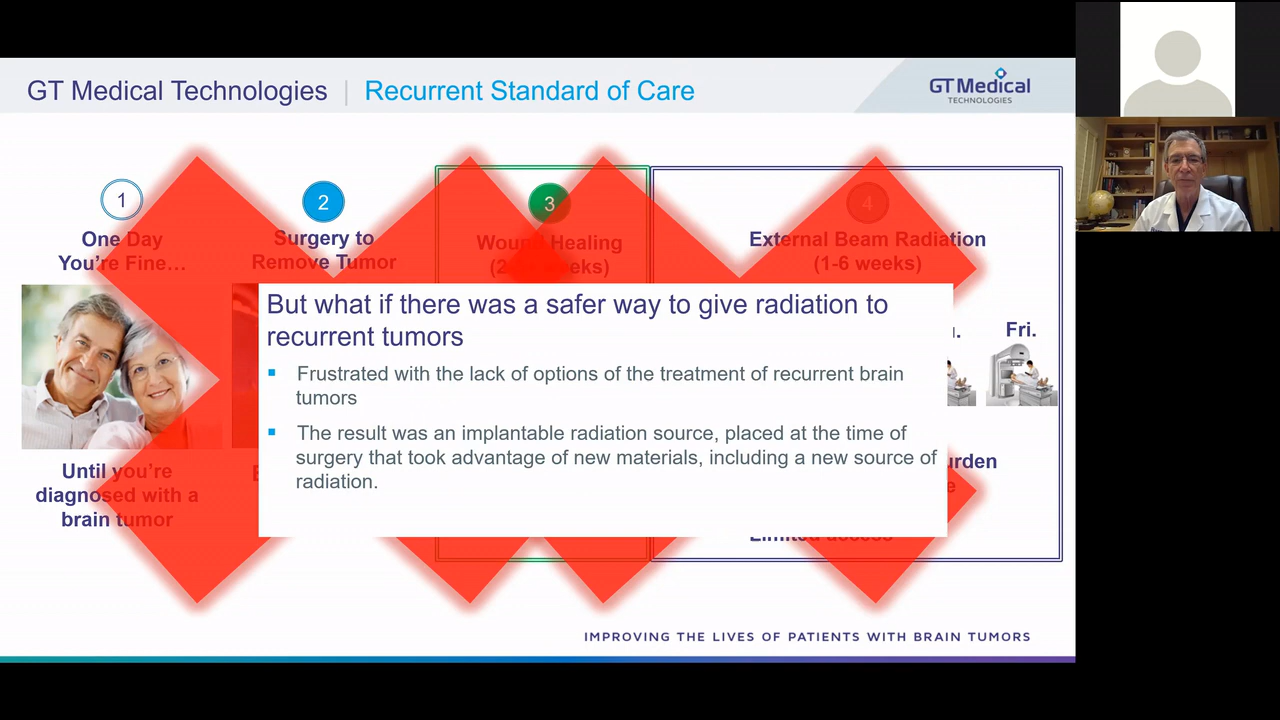 GT Medical Technologies | Recurrent Standard of Care
GT Medical
TECHNOLOGIES
1
One Day
You're Fine...
Until you're
diagnosed with a
brain tumor
2
Surgery to
Remove Tumor
3
Wound Healing
weeks)
4
External Beam Radiation
(1-6 weeks)
Fri.
But what if there was a safer way to give radiation to
recurrent tumors
Frustrated with the lack of options of the treatment of recurrent brain
tumors
The result was an implantable radiation source, placed at the time of
surgery that took advantage of new materials, including a new source of
radiation.
Limited access
IMPROVING THE LIVES OF PATIENTS WITH BRAIN TUMORS